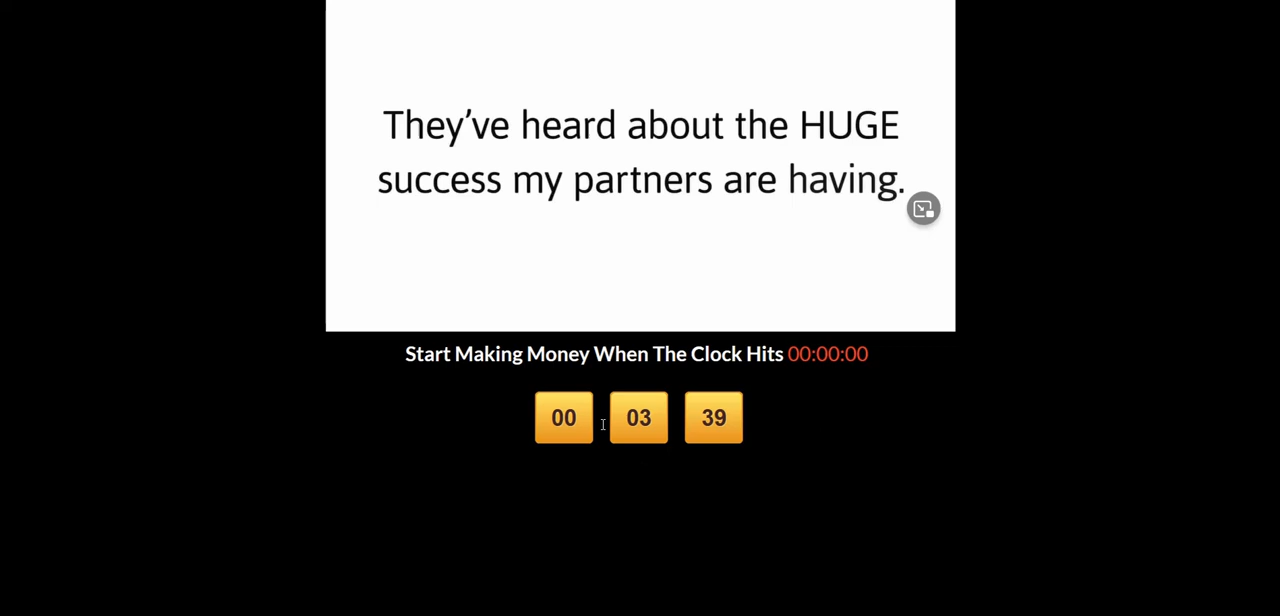 They've heard about the HUGE
success my partners are having.
Start Making Money When The Clock Hits 00:00:00
00 03 39